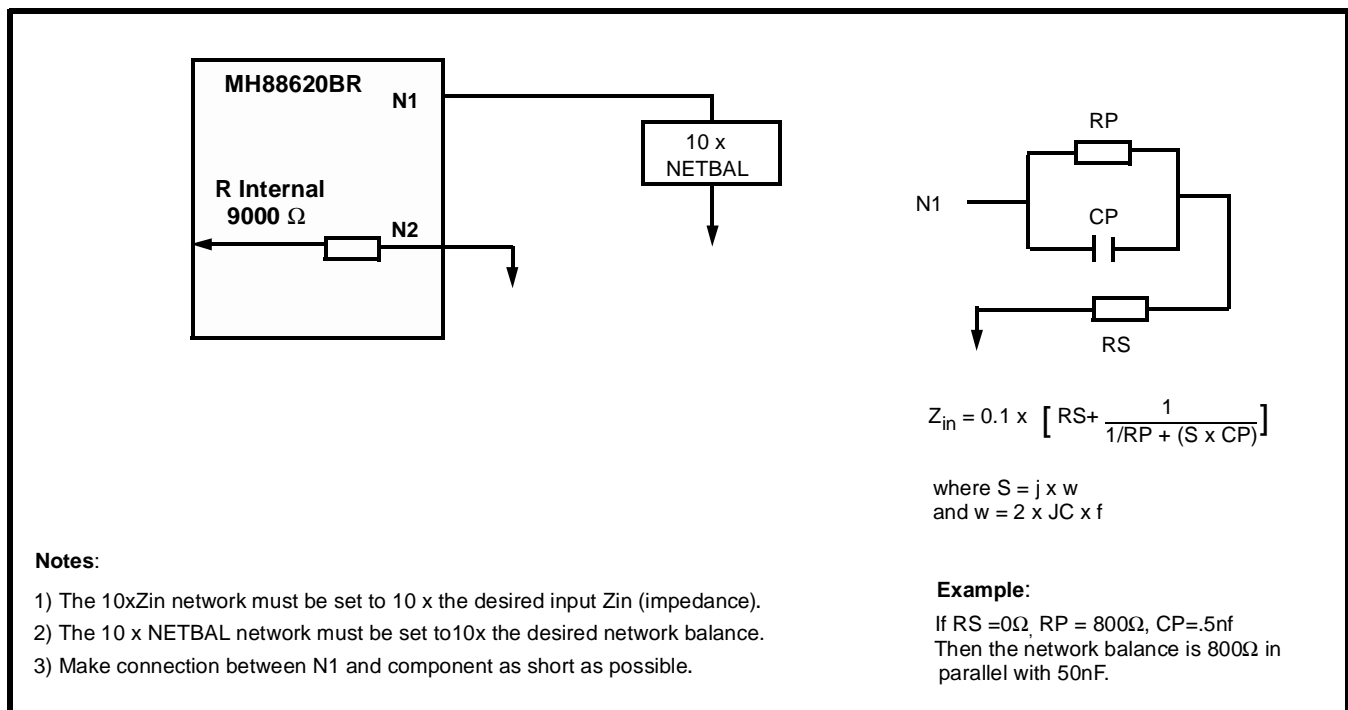 MH88620BR
N1
10 x
NETBAL
R Internal
9000 Ω
N2
RP
N1
CP
RS
Z_in = 0.1 x [ RS+ 1 / 1/RP + (S x CP) ]
where S = j x w
and w = 2 x JC x f
Notes:
1) The 10xZin network must be set to 10 x the desired input Zin (impedance).
2) The 10 x NETBAL network must be set to10x the desired network balance.
3) Make connection between N1 and component as short as possible.
Example:
If RS =0Ω, RP = 800Ω, CP=.5nf
Then the network balance is 800Ω in
parallel with 50nF.